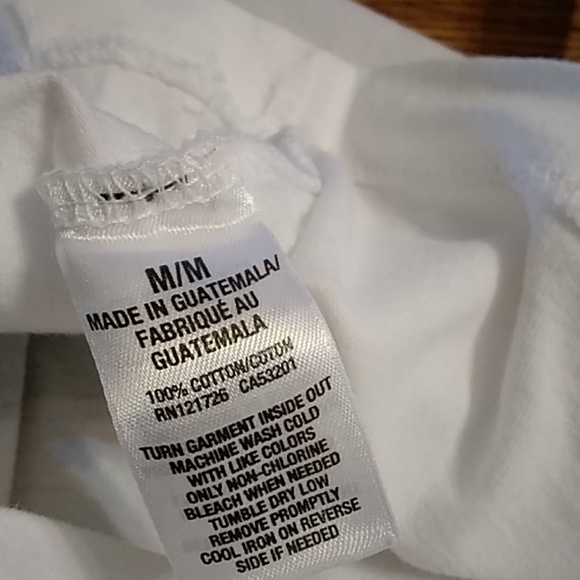 M/M
MADE IN GUATEMALA/
FABRIQUÉ AU
GUATEMALA
100% COTTON/COTON
RN121726 CA53201
TURN GARMENT INSIDE OUT
MACHINE WASH COLD
WITH LIKE COLORS
ONLY NON-CHLORINE
BLEACH WHEN NEEDED
TUMBLE DRY LOW
REMOVE PROMPTLY
COOL IRON ON REVERSE
SIDE IF NEEDED